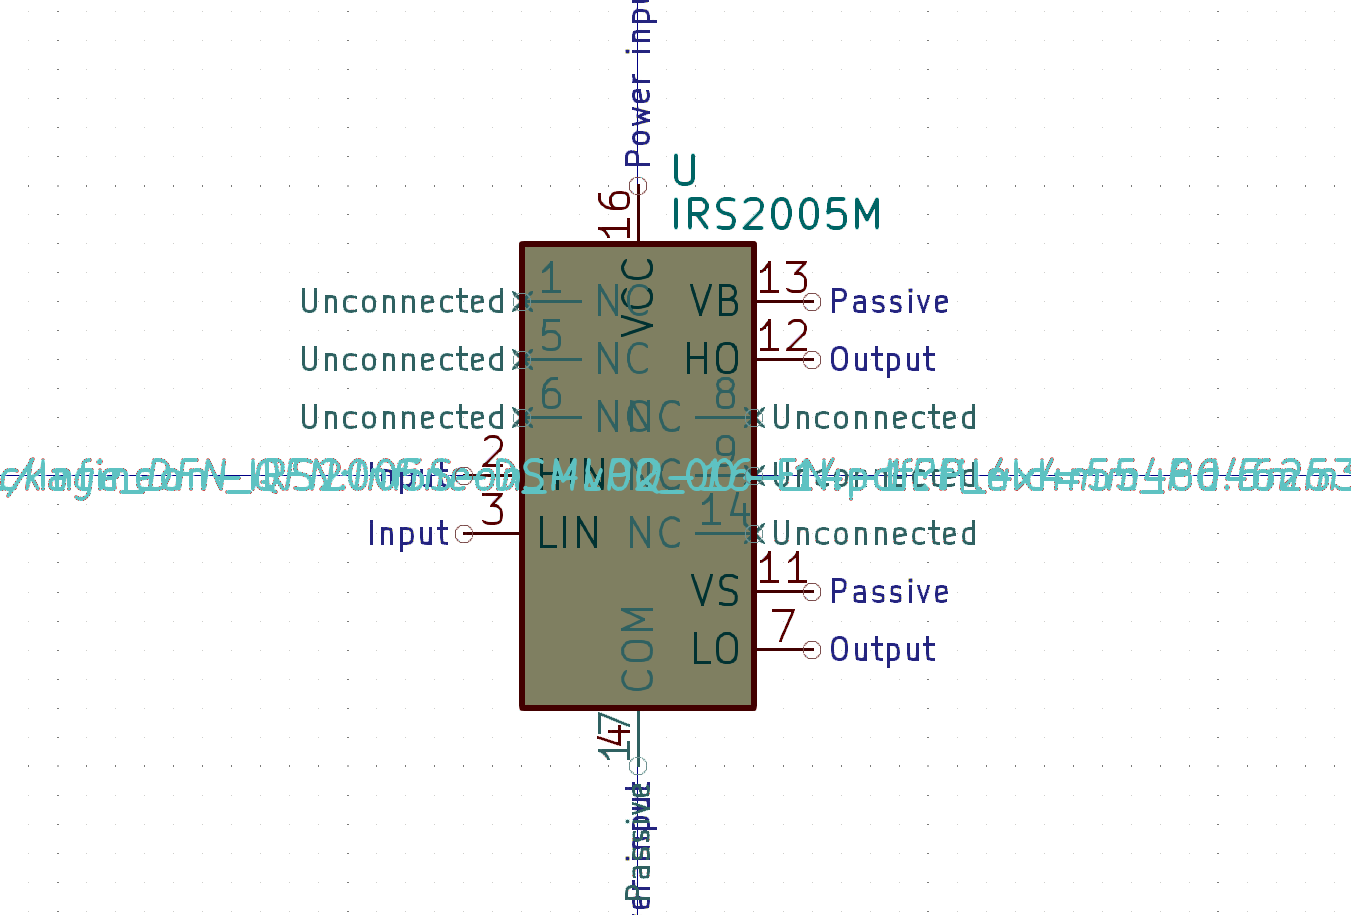 Power inpu
U
16
IRS2005M
1
VCC
13
Unconnected
NC
VB
Passive
5
12
Unconnected
NC
HO
Output
6
8
Unconnected
NC
NC
Unconnected
2
9
Input
HIN
NC
Unconnected
3
14
Input
LIN
NC
Unconnected
11
VS
Passive
7
COM
LO
Output
17
4
Passive
input